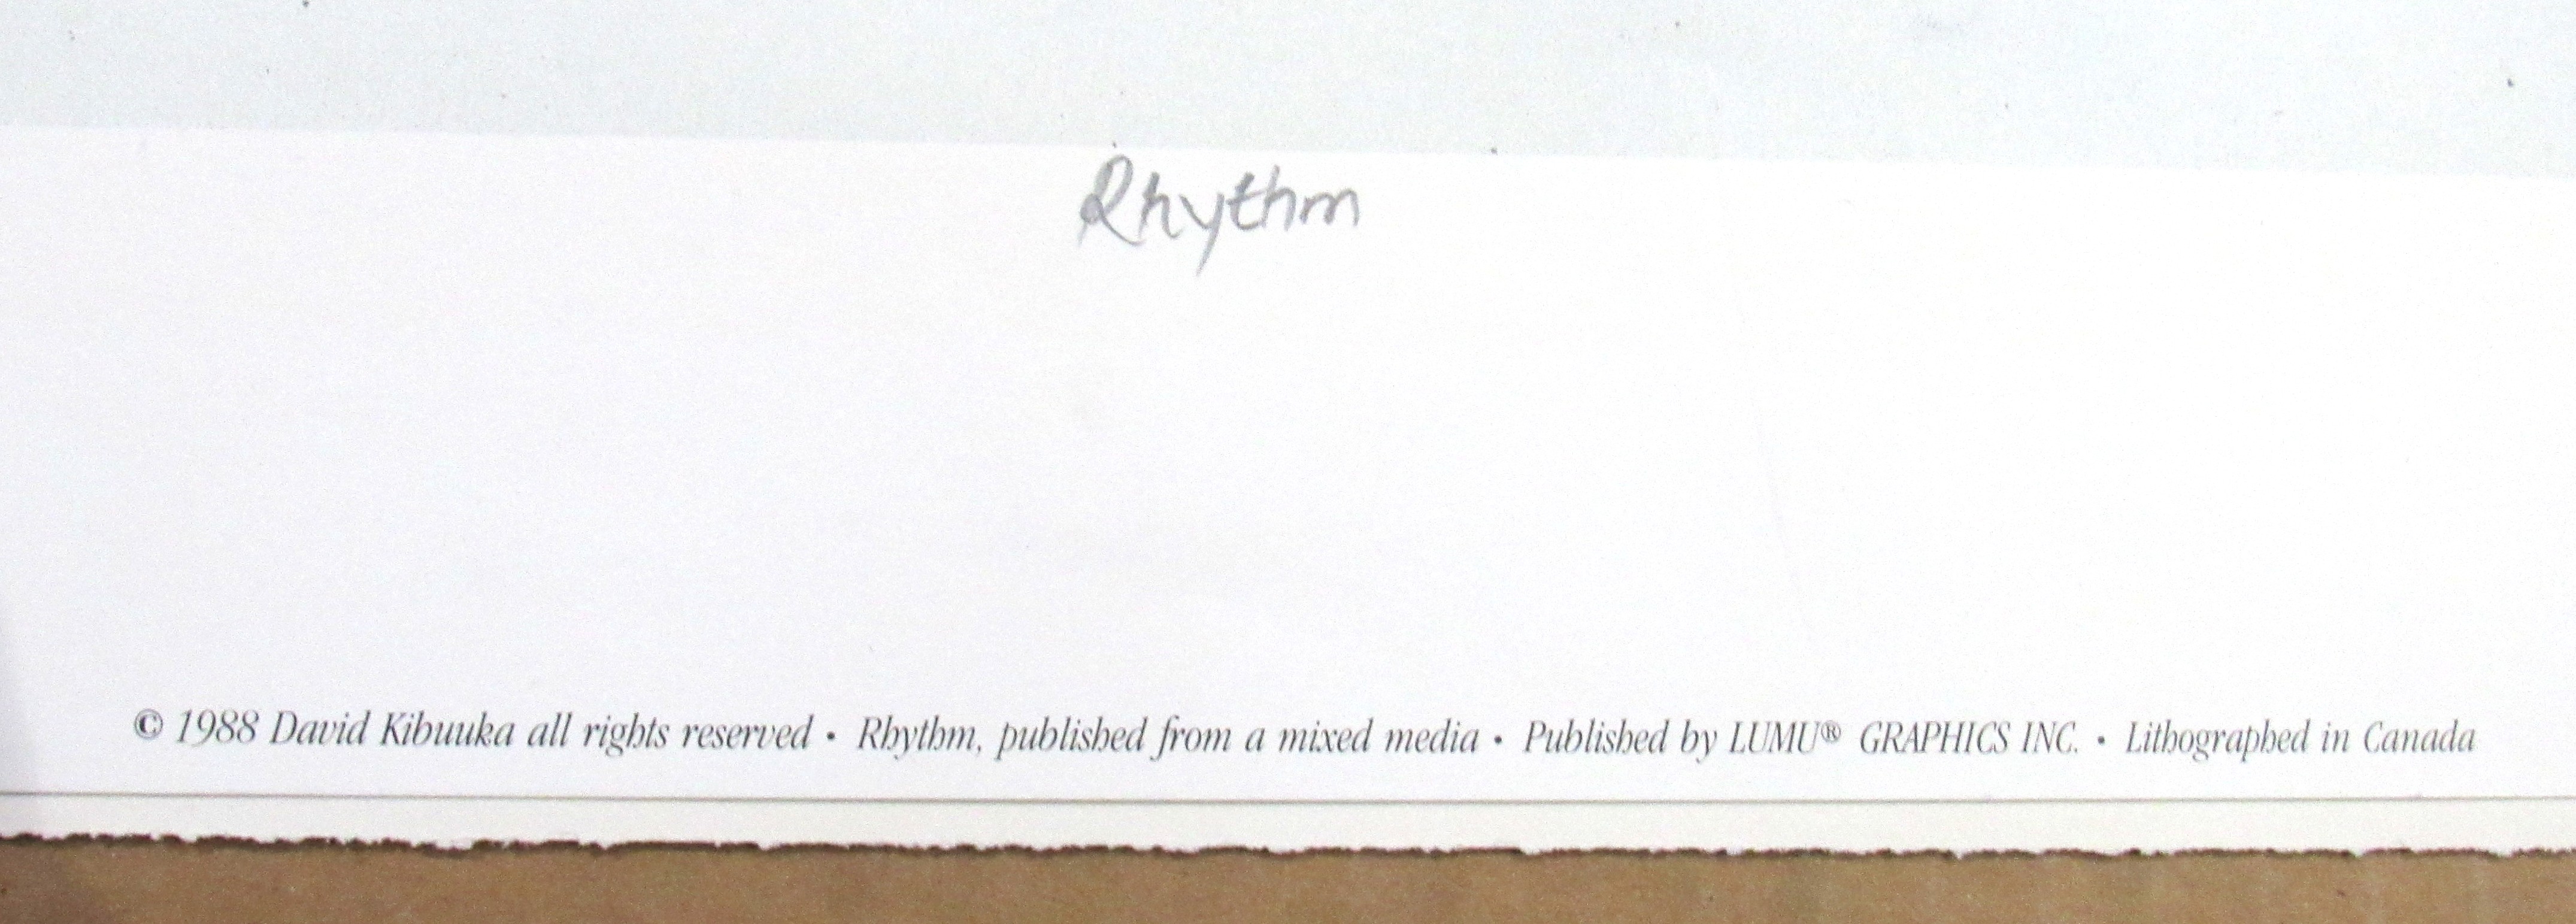 Rhythm
© 1988 David Kibuuka all rights reserved • Rhythm, published from a mixed media • Published by LUMU® GRAPHICS INC. • Lithographed in Canada